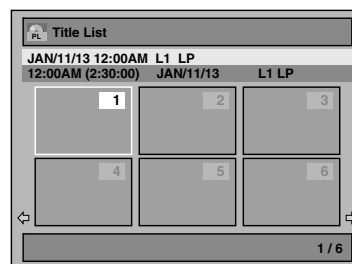 PL Title List
JAN/11/13 12:00AM L1 LP
12:00AM (2:30:00) JAN/11/13 L1 LP
1 2 3
4 5 6
1 / 6